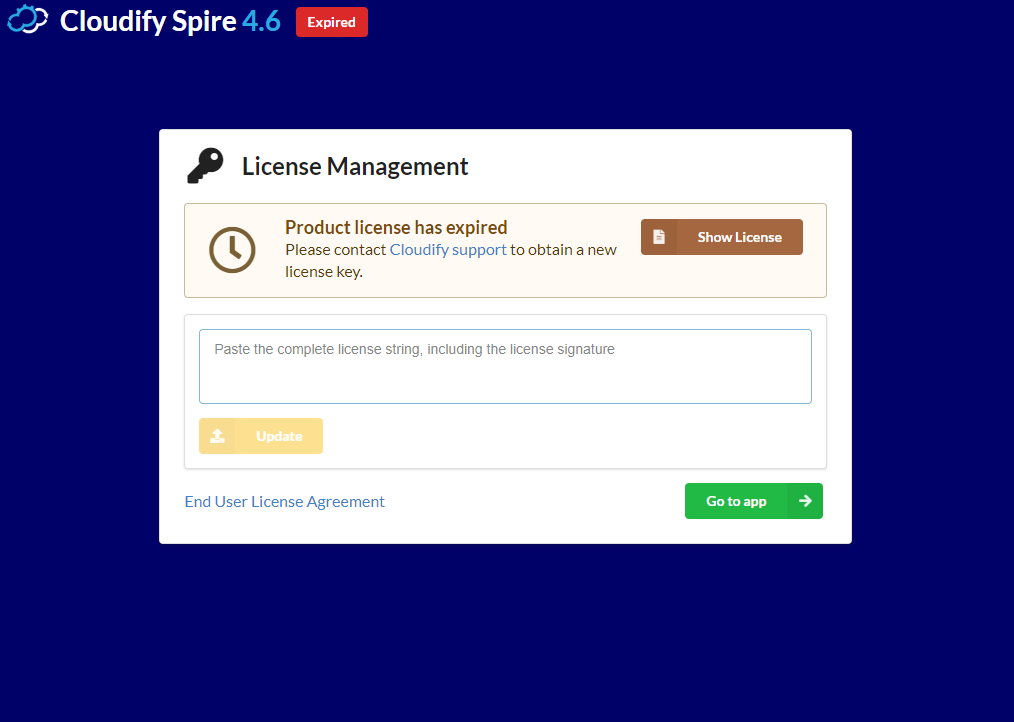 Cloudify Spire 4.6 Expired
License Management
Product license has expired
Please contact Cloudify support to obtain a new
license key.
Show License
Paste the complete license string, including the license signature
Update
End User License Agreement
Go to app